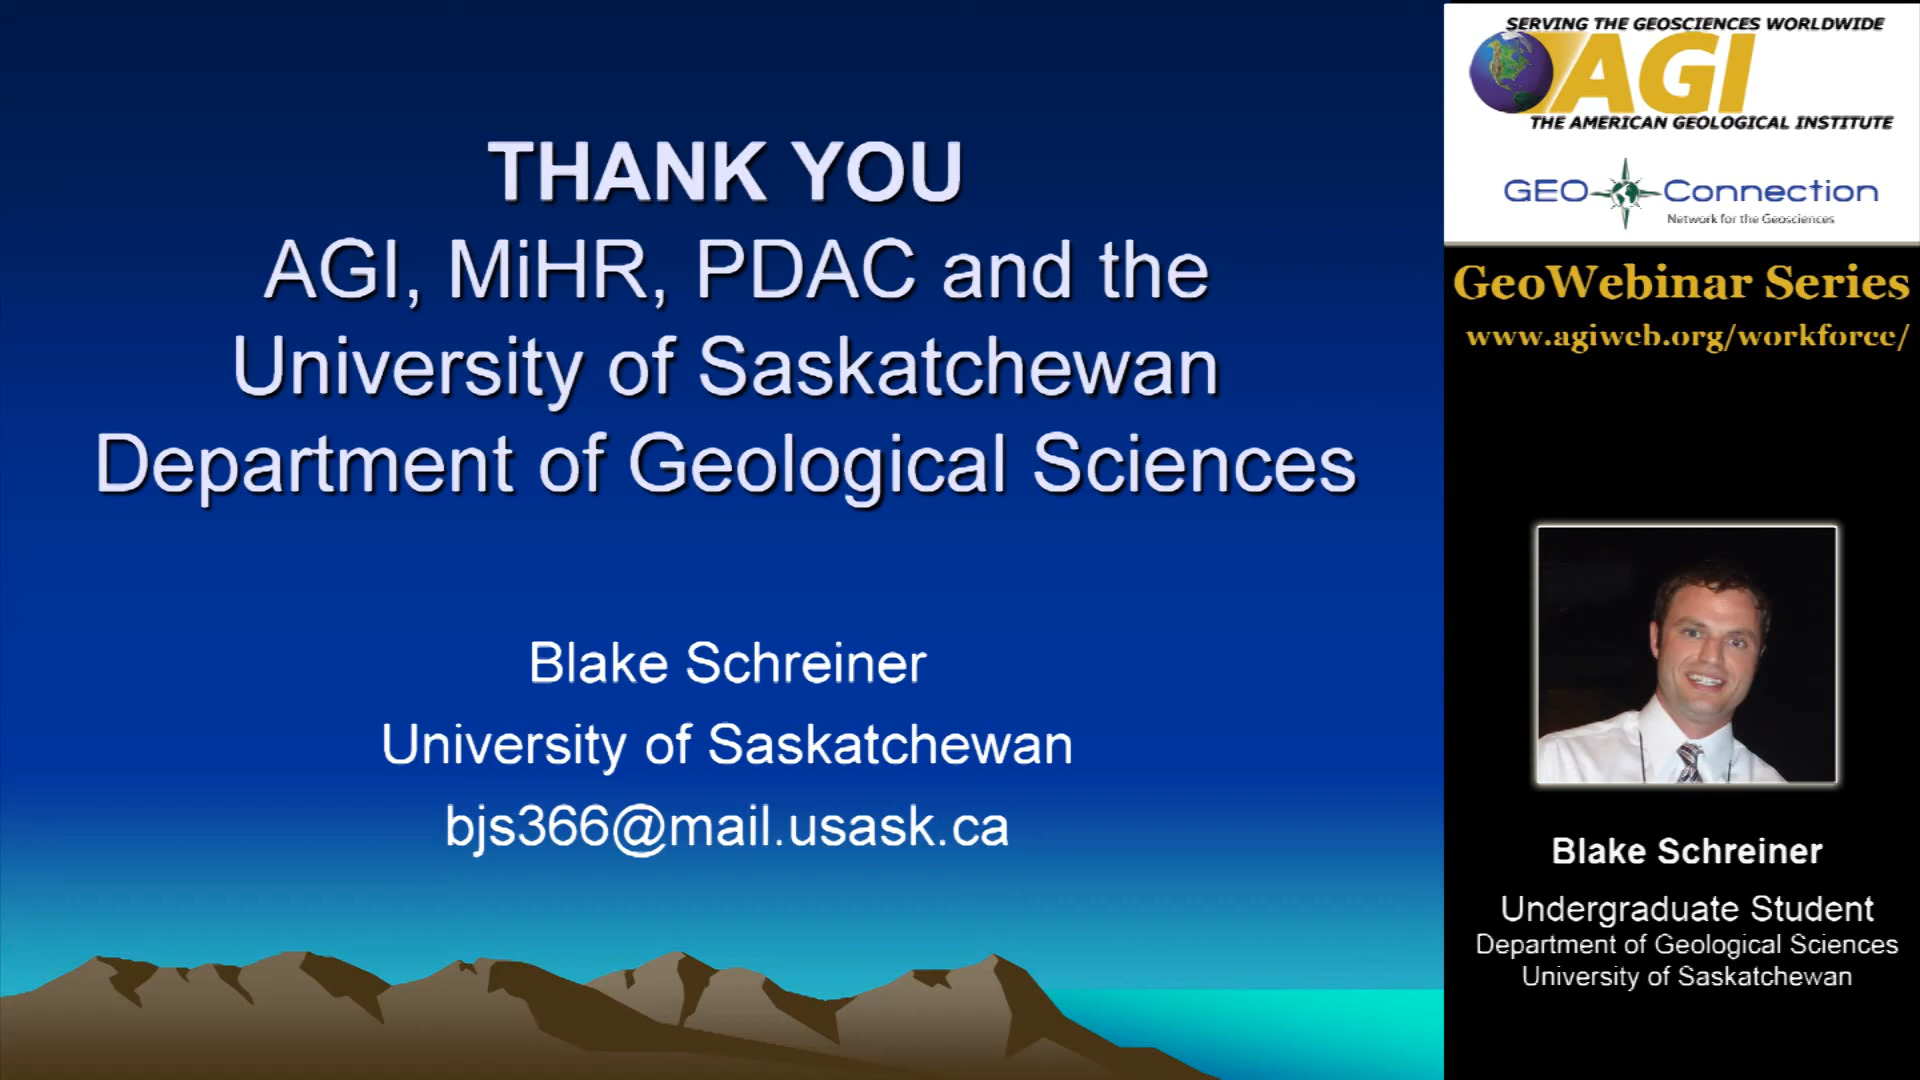 THANK YOU
AGI, MiHR, PDAC and the
University of Saskatchewan
Department of Geological Sciences
Blake Schreiner
University of Saskatchewan
bjs366@mail.usask.ca
SERVING THE GEOSCIENCES WORLDWIDE
AGI
THE AMERICAN GEOLOGICAL INSTITUTE
GEO Connection
Network for the Geosciences
GeoWebinar Series
www.agiweb.org/workforce/
Blake Schreiner
Undergraduate Student
Department of Geological Sciences
University of Saskatchewan